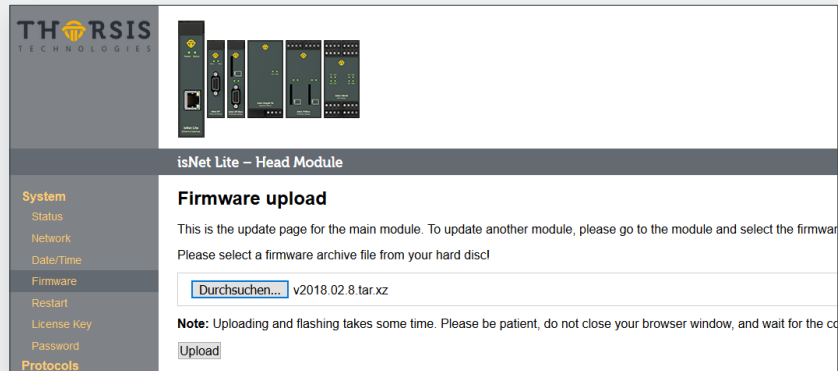 THORSIS
TECHNOLOGIES
isNet Lite – Head Module
System
Status
Network
Date/Time
Firmware
Restart
License Key
Password
Protocols
Firmware upload
This is the update page for the main module. To update another module, please go to the module and select the firmwar
Please select a firmware archive file from your hard disc!
Durchsuchen... v2018.02.8.tar.xz
Note: Uploading and flashing takes some time. Please be patient, do not close your browser window, and wait for the co
Upload